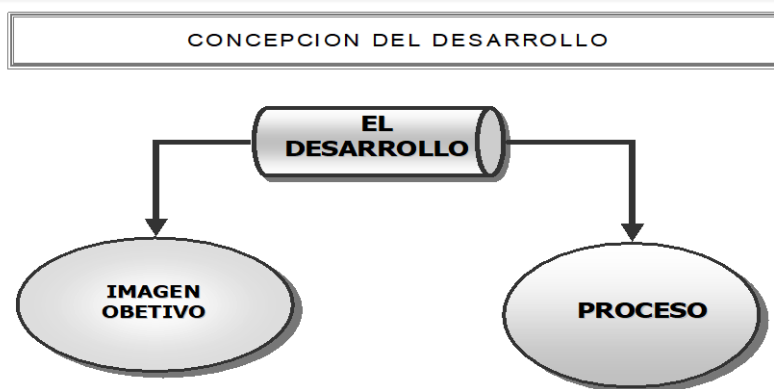 CONCEPCION DEL DESARROLLO
EL
DESARROLLO
IMAGEN
OBETIVO
PROCESO